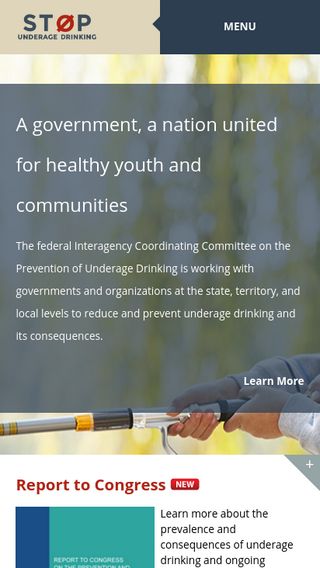 STOP
UNDERAGE DRINKING
MENU
A government, a nation united
for healthy youth and
communities
The federal Interagency Coordinating Committee on the
Prevention of Underage Drinking is working with
governments and organizations at the state, territory, and
local levels to reduce and prevent underage drinking and
its consequences.
Learn More
+
Report to Congress NEW
REPORT TO CONGRESS
ON THE PREVENTION AND
Learn more about the
prevalence and
consequences of underage
drinking and ongoing